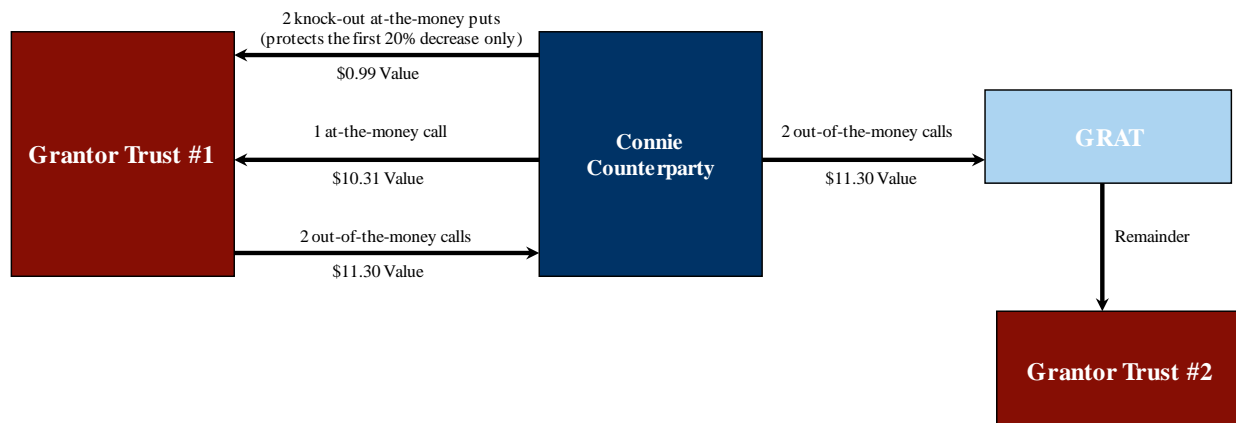 2 knock-out at-the-money puts
(protects the first 20% decrease only)
$0.99 Value
1 at-the-money call
$10.31 Value
2 out-of-the-money calls
$11.30 Value
Grantor Trust #1
Connie
Counterparty
2 out-of-the-money calls
$11.30 Value
GRAT
Remainder
Grantor Trust #2